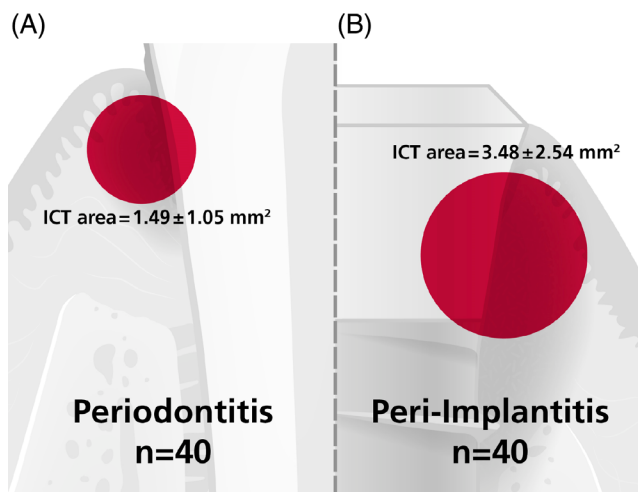 (A)
ICT area=1.49±1.05 mm²
Periodontitis
n=40
(B)
ICT area=3.48±2.54 mm²
Peri-Implantitis
n=40